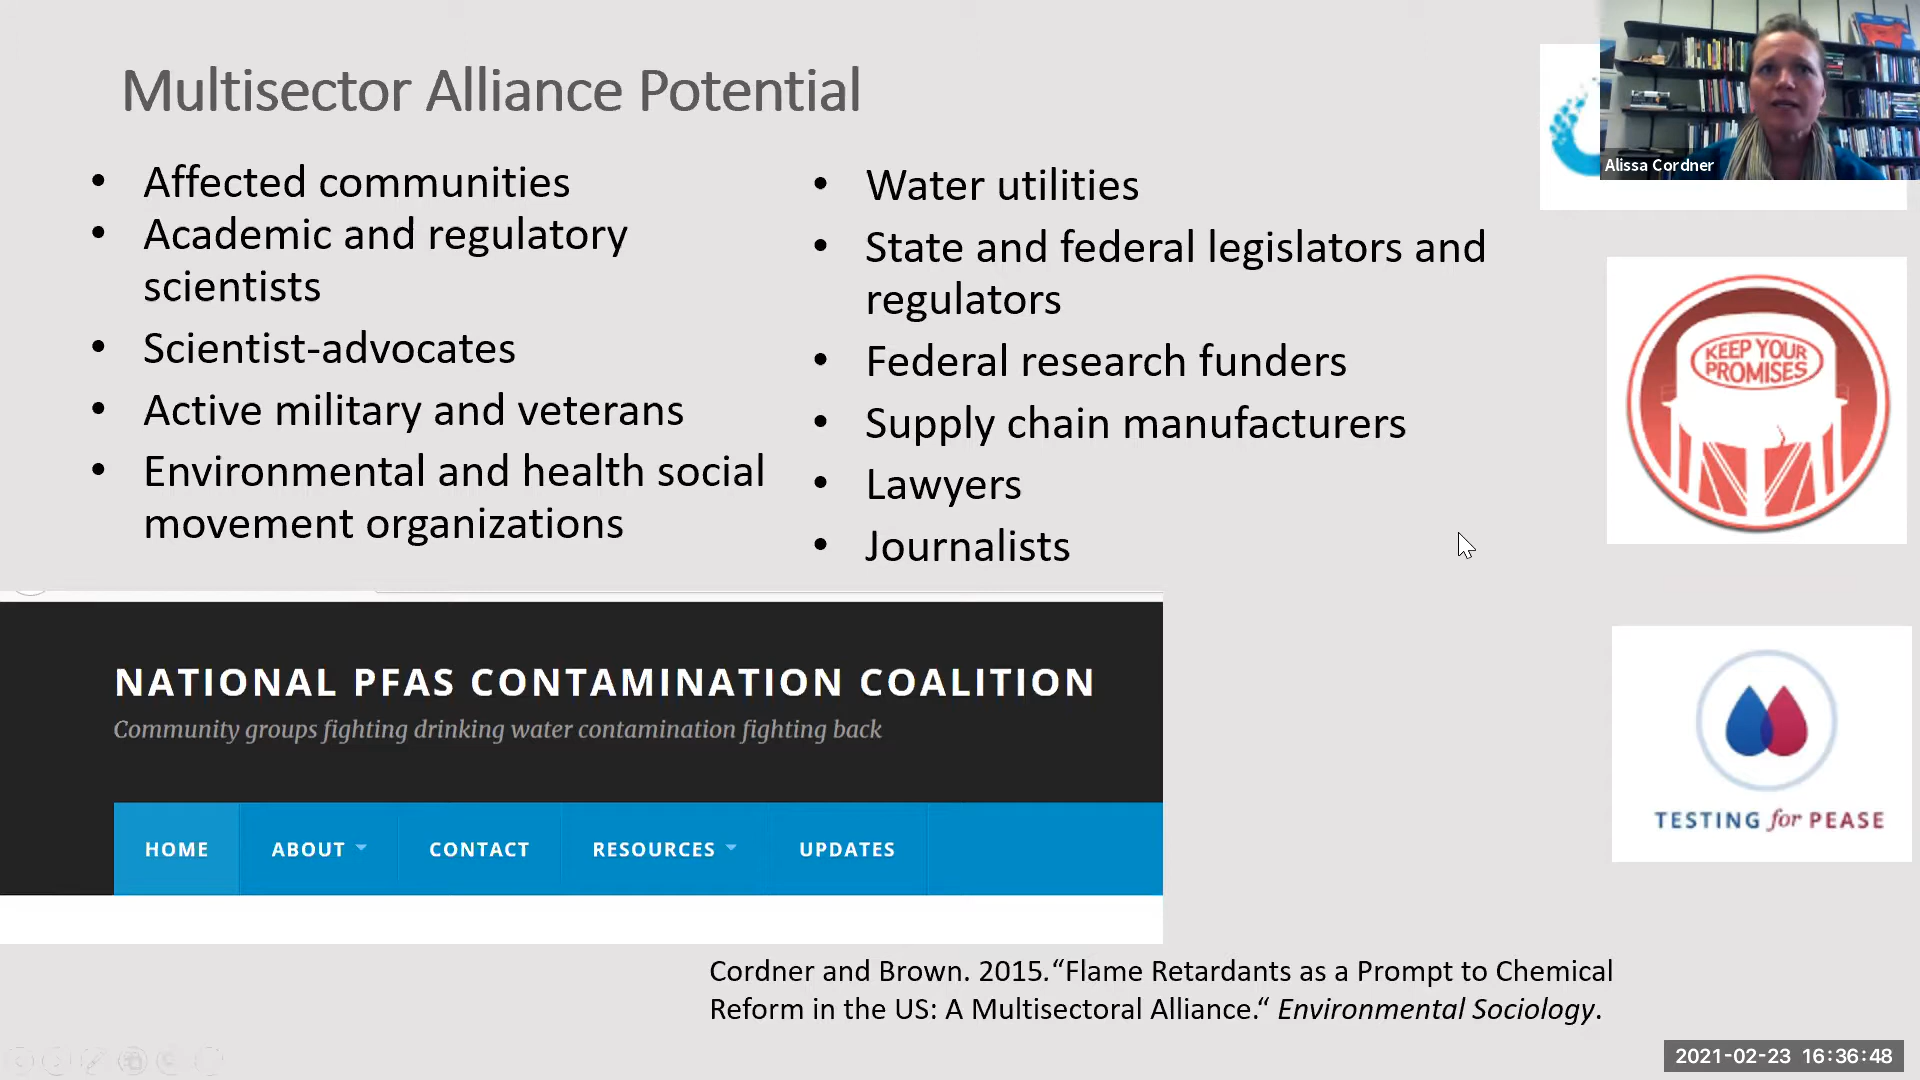 Multisector Alliance Potential
• Affected communities
• Academic and regulatory
scientists
• Scientist-advocates
• Active military and veterans
• Environmental and health social
movement organizations
• Water utilities
• State and federal legislators and
regulators
• Federal research funders
• Supply chain manufacturers
• Lawyers
• Journalists
Alissa Cordner
KEEP YOUR
PROMISES
TESTING for PEASE
NATIONAL PFAS CONTAMINATION COALITION
Community groups fighting drinking water contamination fighting back
HOME ABOUT CONTACT RESOURCES UPDATES
Cordner and Brown. 2015.“Flame Retardants as a Prompt to Chemical
Reform in the US: A Multisectoral Alliance.“ Environmental Sociology.
2021-02-23 16:36:48